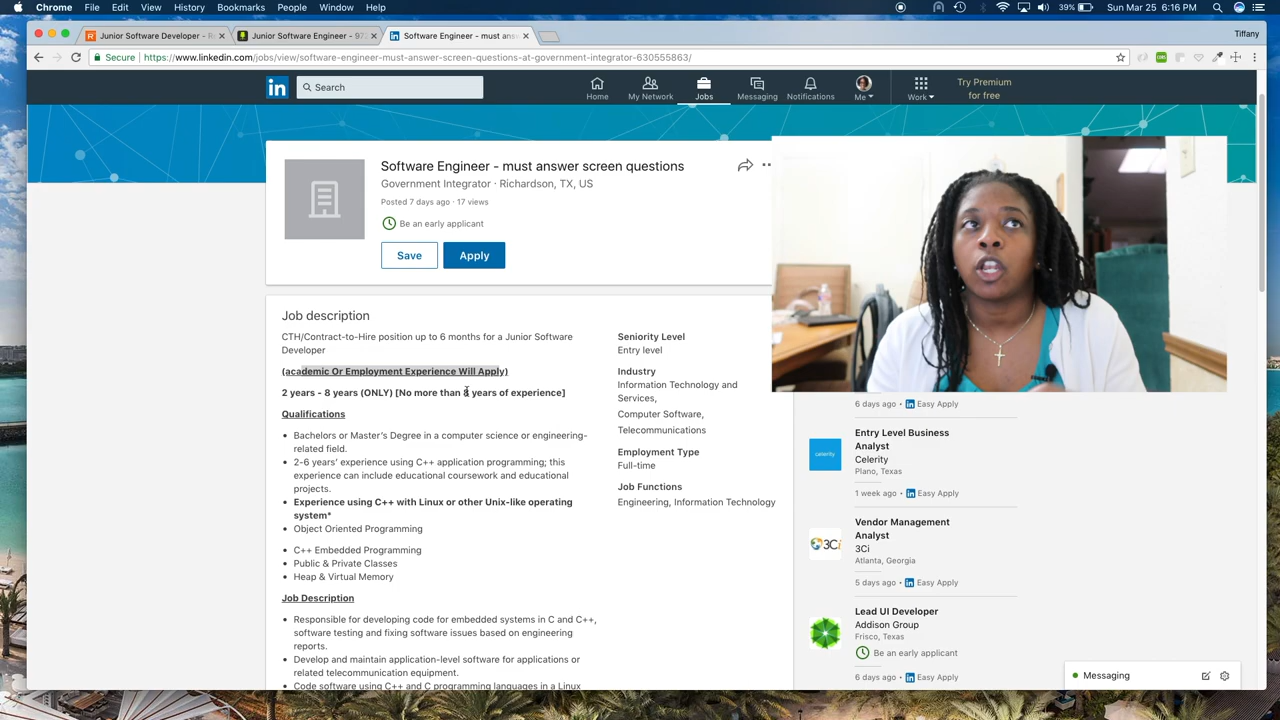 Chrome File Edit View History Bookmarks People Window Help
39% Sun Mar 25 6:16 PM
Junior Software Developer -
Junior Software Engineer -
Software Engineer - must
Tiffany
Secure https://www.linkedin.com/jobs/view/software-engineer-must-answer-screen-questions-at-government-integrator-630555863/
in Search
Home
My Network
Jobs
Messaging
Notifications
Me
Work
Try Premium
for free
Software Engineer - must answer screen questions
Government Integrator · Richardson, TX, US
Posted 7 days ago · 17 views
Be an early applicant
Save
Apply
Job description
CTH/Contract-to-Hire position up to 6 months for a Junior Software
Developer
(academic Or Employment Experience Will Apply)
2 years - 8 years (ONLY) [No more than 8 years of experience]
Qualifications
• Bachelors or Master's Degree in a computer science or engineering-
related field.
• 2-6 years' experience using C++ application programming; this
experience can include educational coursework and educational
projects.
• Experience using C++ with Linux or other Unix-like operating
system*
• Object Oriented Programming
• C++ Embedded Programming
• Public & Private Classes
• Heap & Virtual Memory
Job Description
• Responsible for developing code for embedded systems in C and C++,
software testing and fixing software issues based on engineering
reports.
• Develop and maintain application-level software for applications or
related telecommunication equipment.
• Code software using C++ and C programming languages in a Linux
Seniority Level
Entry level
Industry
Information Technology and
Services,
Computer Software,
Telecommunications
Employment Type
Full-time
Job Functions
Engineering, Information Technology
6 days ago • in Easy Apply
celerity
Entry Level Business
Analyst
Celerity
Plano, Texas
1 week ago • in Easy Apply
3Ci
Vendor Management
Analyst
3Ci
Atlanta, Georgia
5 days ago • in Easy Apply
Lead UI Developer
Addison Group
Frisco, Texas
Be an early applicant
6 days ago • in Easy Apply
Messaging